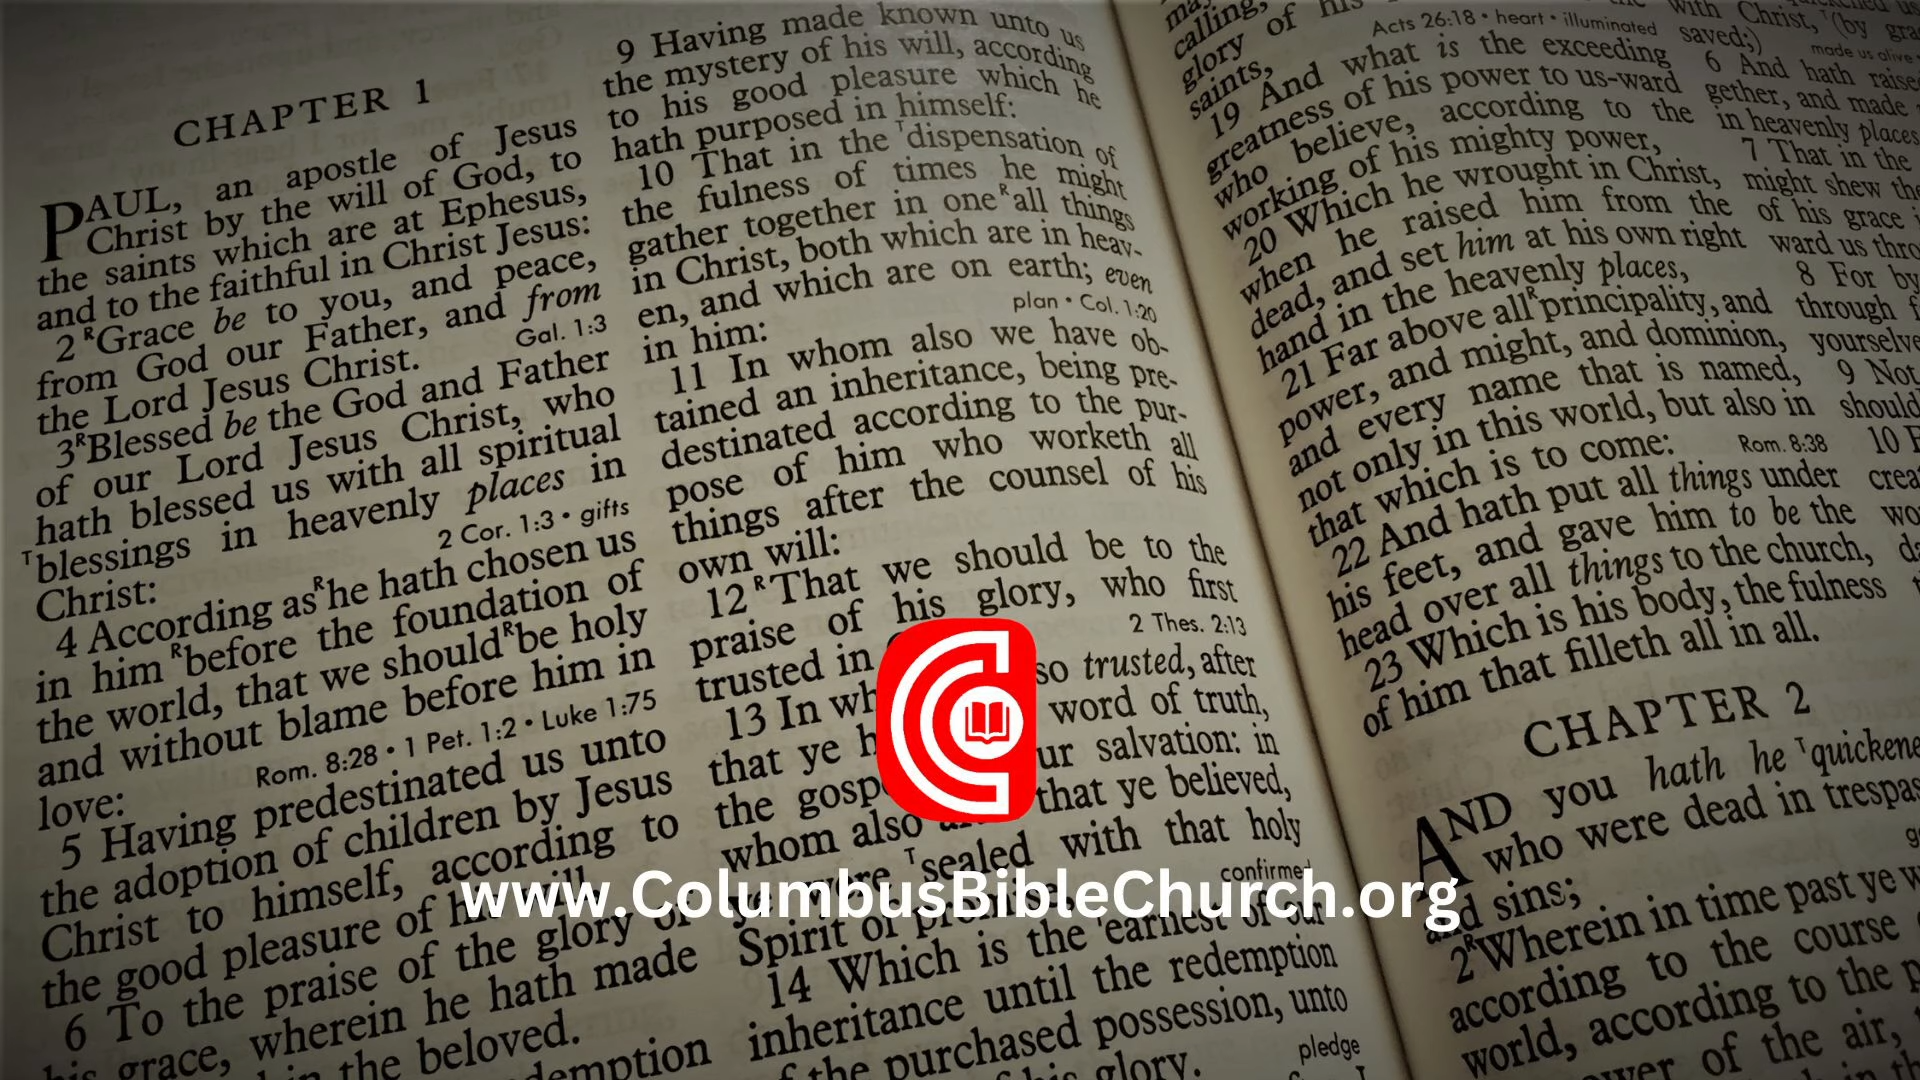 CHAPTER 1
PAUL, an apostle of Jesus
Christ by the will of God, to
the saints which are at Ephesus,
and to the faithful in Christ Jesus:
2 ᴿGrace be to you, and peace,
from God our Father, and from
the Lord Jesus Christ. Gal. 1:3
3ᴿBlessed be the God and Father
of our Lord Jesus Christ, who
hath blessed us with all spiritual
ᵀblessings in heavenly places in
Christ: 2 Cor. 1:3 • gifts
4 According asᴿhe hath chosen us
in him ᴿbefore the foundation of
the world, that we shouldᴿbe holy
and without blame before him in
love: Rom. 8:28 • 1 Pet. 1:2 • Luke 1:75
5 Having predestinated us unto
the adoption of children by Jesus
Christ to himself, according to
the good pleasure of his will,
6 To the praise of the glory of
his grace, wherein he hath made
in the beloved.
9 Having made known unto us
the mystery of his will, according
to his good pleasure which he
hath purposed in himself:
10 That in the ᵀdispensation of
the fulness of times he might
gather together in oneᴿall things
in Christ, both which are in heav-
en, and which are on earth; even
in him: plan • Col. 1:20
11 In whom also we have ob-
tained an inheritance, being pre-
destinated according to the pur-
pose of him who worketh all
things after the counsel of his
own will:
12 ᴿThat we should be to the
praise of his glory, who first
trusted in 2 Thes. 2:13
13 In wh so trusted, after
that ye h word of truth,
the gosp ur salvation: in
whom also that ye believed,
ye were ᵀsealed with that holy
Spirit of promise, confirmed
14 Which is the earnest of our
inheritance until the redemption
of the purchased possession, unto
his glory. pledge
calling,
glory of his
saints, Acts 26:18 • heart • illuminated
19 And what is the exceeding
greatness of his power to us-ward
who believe, according to the
working of his mighty power,
20 Which he wrought in Christ,
when he raised him from the
dead, and set him at his own right
hand in the heavenly places,
21 Far above allᴿprincipality, and
power, and might, and dominion,
and every name that is named,
not only in this world, but also in
that which is to come: Rom. 8:38
22 And hath put all things under
his feet, and gave him to be the
head over all things to the church,
23 Which is his body, the fulness
of him that filleth all in all.
CHAPTER 2
AND you hath he ᵀquickene
who were dead in trespas
and sins;
2ᴿWherein in time past ye w
according to the course
world, according to the p
power of the air,
with Christ, ᵀ(by gra
saved;) made us alive
6 And hath raise
gether, and made
in heavenly places
7 That in the
might shew the
of his grace i
ward us thro
8 For by
through f
yourselve
9 Not
should
10 F
crea
www.ColumbusBibleChurch.org